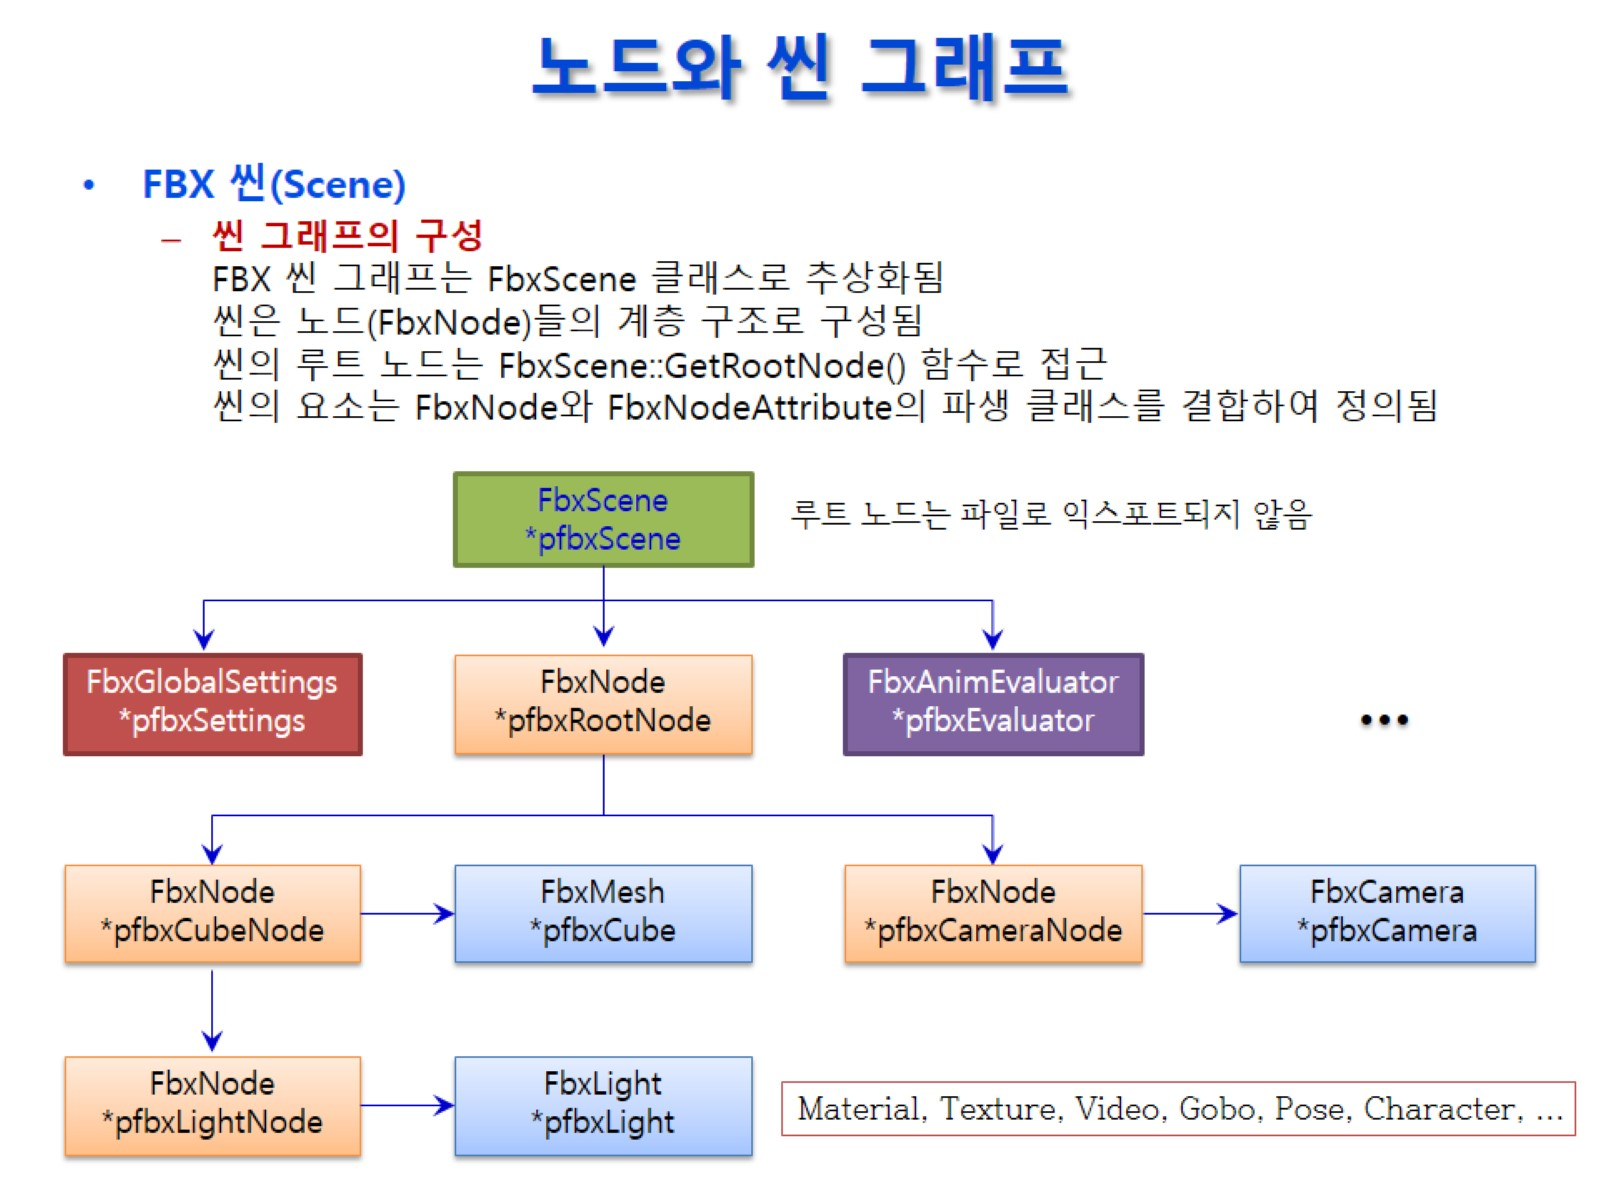 노드와 씬 그래프
• FBX 씬(Scene)
– 씬 그래프의 구성
FBX 씬 그래프는 FbxScene 클래스로 추상화됨
씬은 노드(FbxNode)들의 계층 구조로 구성됨
씬의 루트 노드는 FbxScene::GetRootNode() 함수로 접근
씬의 요소는 FbxNode와 FbxNodeAttribute의 파생 클래스를 결합하여 정의됨
FbxScene
*pfbxScene
루트 노드는 파일로 익스포트되지 않음
FbxGlobalSettings
*pfbxSettings
FbxNode
*pfbxRootNode
FbxAnimEvaluator
*pfbxEvaluator
...
FbxNode
*pfbxCubeNode
FbxMesh
*pfbxCube
FbxNode
*pfbxCameraNode
FbxCamera
*pfbxCamera
FbxNode
*pfbxLightNode
FbxLight
*pfbxLight
Material, Texture, Video, Gobo, Pose, Character, ...